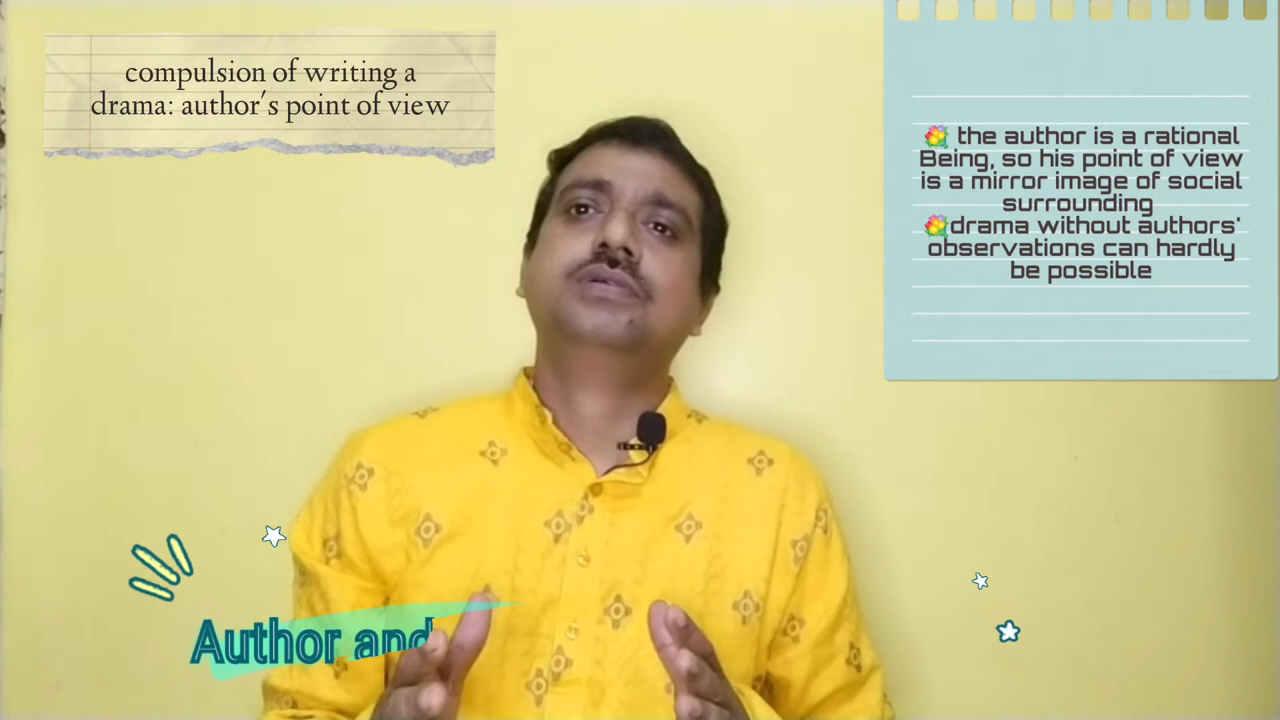 compulsion of writing a
drama: author's point of view
the author is a rational
Being, so his point of view
is a mirror image of social
surrounding
drama without authors'
observations can hardly
be possible
Author and